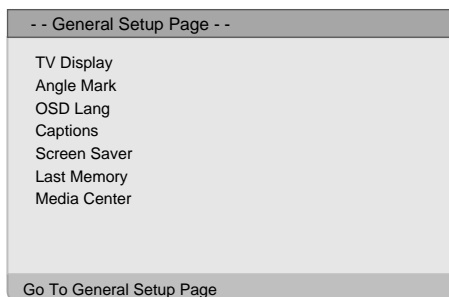 - - General Setup Page - -
TV Display
Angle Mark
OSD Lang
Captions
Screen Saver
Last Memory
Media Center
Go To General Setup Page